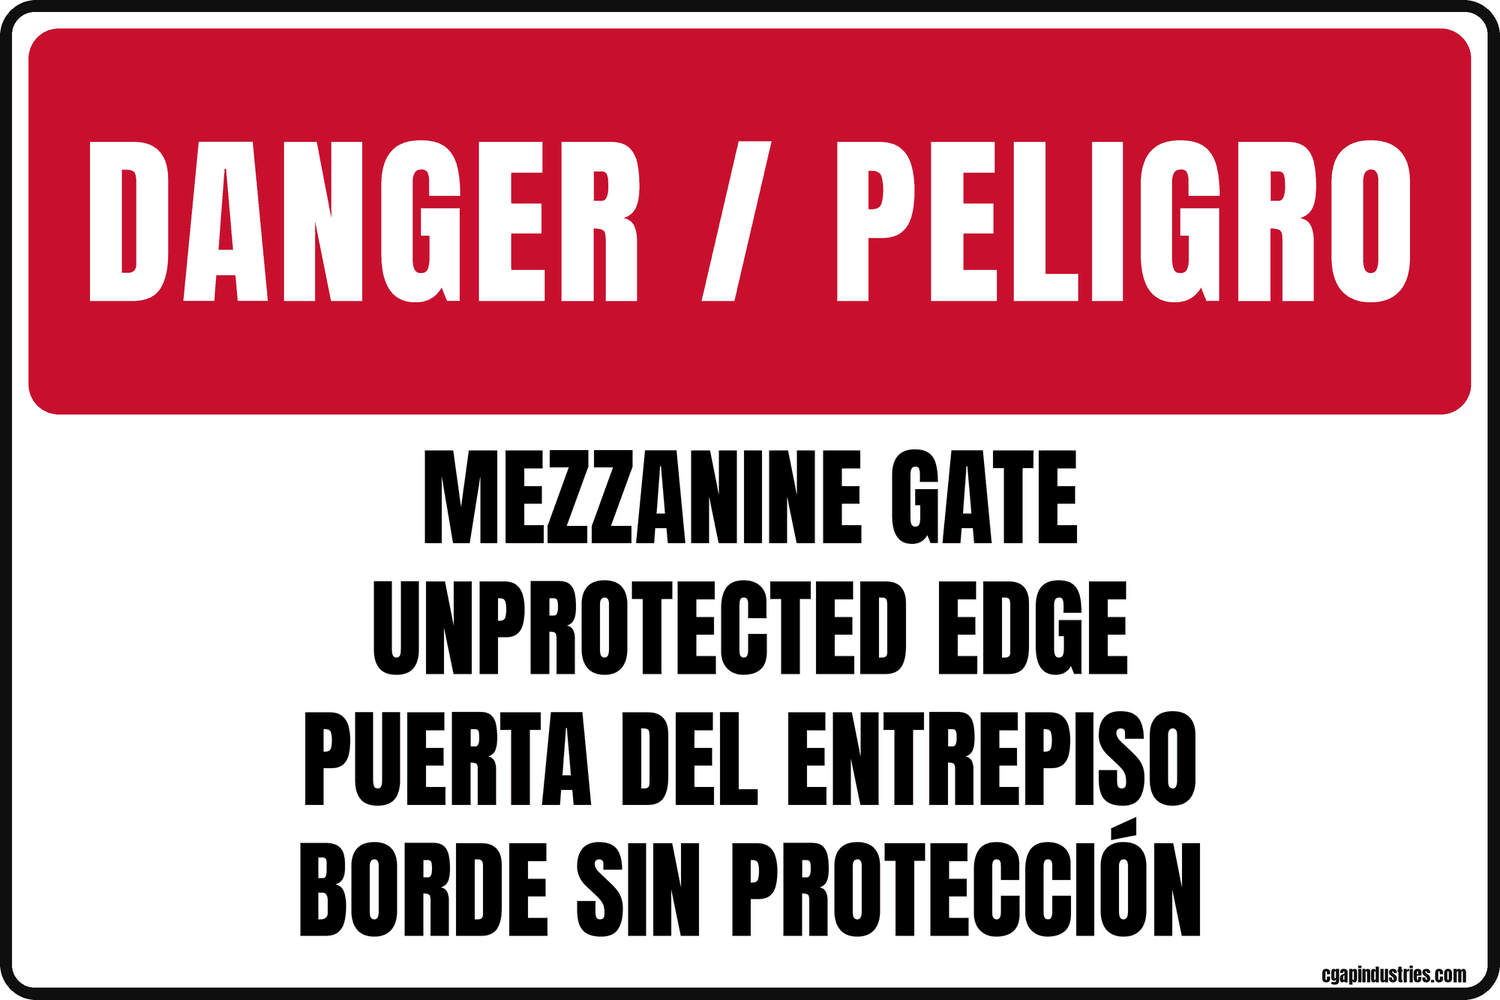 DANGER / PELIGRO
MEZZANINE GATE
UNPROTECTED EDGE
PUERTA DEL ENTREPISO
BORDE SIN PROTECCIÓN
cgapindustries.com